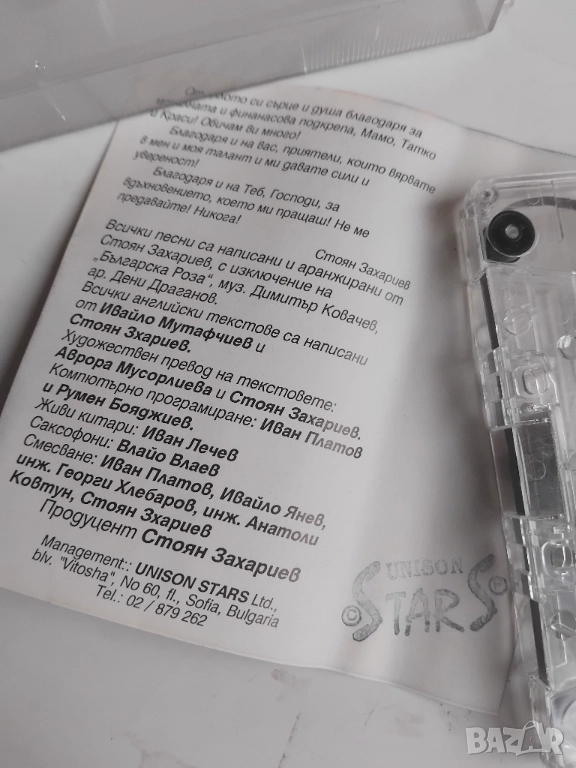 От цялото си сърце и душа благодаря за
и финансова подкрепа, Мамо, Татко
и Краси! Обичам ви много!
Благодаря и на вас, приятели, които вярвате
в мен и моя талант и ми давате сили и
увереност!
Благодаря и на Теб, Господи, за
вдъхновението, което ми пращаш! Не ме
предавайте! Никога!
Стоян Захариев
Всички песни са написани и аранжирани от
Стоян Захариев, с изключение на
„Българска Роза", муз. Димитър Ковачев,
ар. Дени Драганов.
Всички английски текстове са написани
от Ивайло Мутафчиев и
Стоян Зхариев.
Художествен превод на текстовете:
Аврора Мусорлиева и Стоян Захариев.
Компютърно програмиране: Иван Платов
и Румен Бояджиев.
Живи китари: Иван Лечев
Саксофони: Влайо Влаев
Смесване: Иван Платов, Ивайло Янев,
инж. Георги Хлебаров, инж. Анатоли
Ковтун, Стоян Зхариев
Продуцент Стоян Захариев
Management:: UNISON STARS Ltd.,
blv. "Vitosha", No 60, fl., Sofia, Bulgaria
Tel.: 02 / 879 262
UNISON
STARS
BAZAR